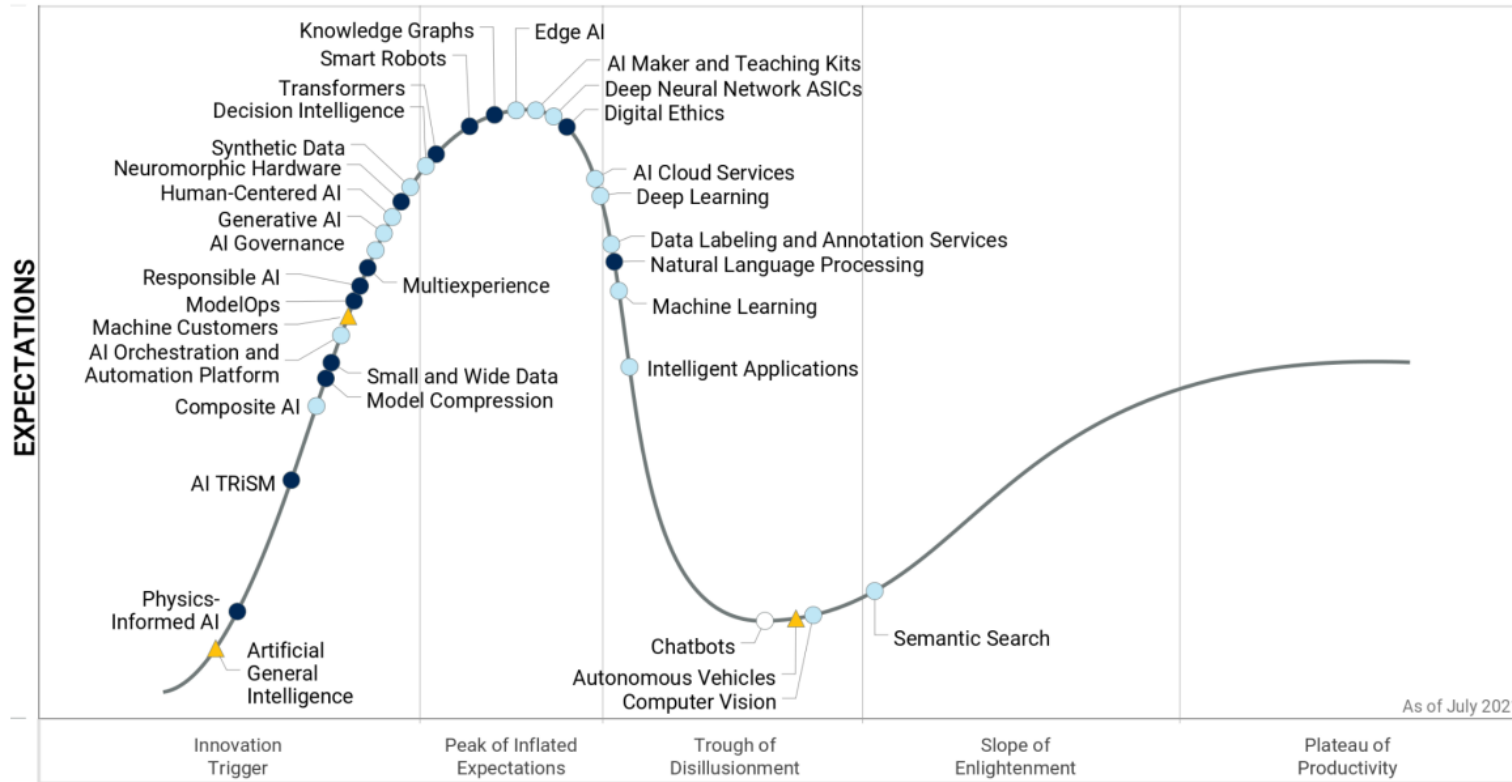 Knowledge Graphs
Edge AI
Smart Robots
AI Maker and Teaching Kits
Transformers
Deep Neural Network ASICs
Decision Intelligence
Digital Ethics
Synthetic Data
Neuromorphic Hardware
AI Cloud Services
Human-Centered AI
Deep Learning
Generative AI
AI Governance
Data Labeling and Annotation Services
Natural Language Processing
Responsible AI
Multiexperience
ModelOps
Machine Learning
Machine Customers
AI Orchestration and
Automation Platform
Intelligent Applications
Small and Wide Data
Model Compression
Composite AI
EXPECTATIONS
AI TRiSM
Physics-
Informed AI
Artificial
General
Intelligence
Chatbots
Semantic Search
Autonomous Vehicles
Computer Vision
As of July 202
Innovation
Trigger
Peak of Inflated
Expectations
Trough of
Disillusionment
Slope of
Enlightenment
Plateau of
Productivity